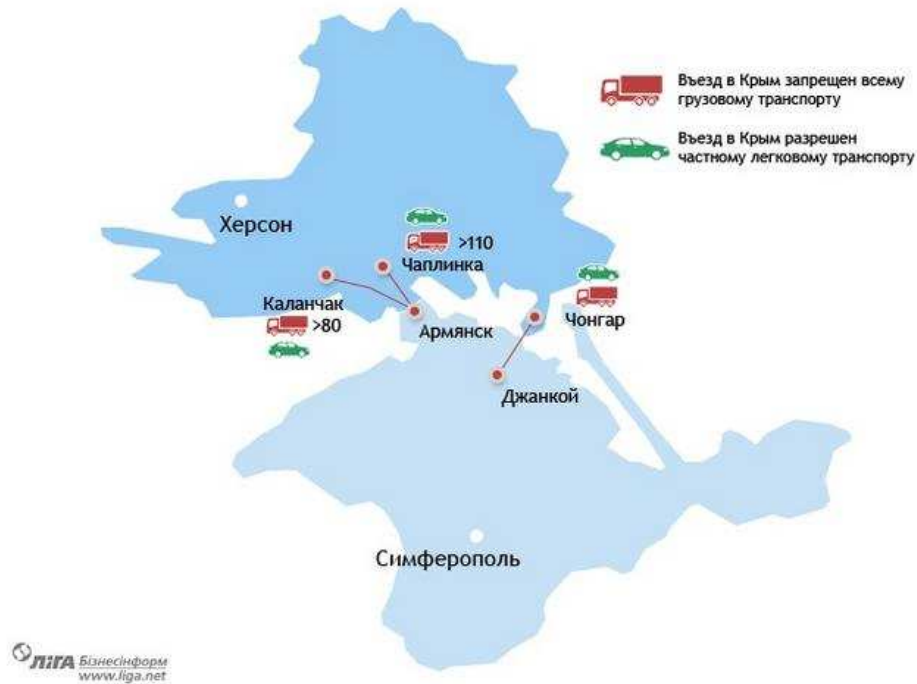 Въезд в Крым запрещен всему
грузовому транспорту
Въезд в Крым разрешен
частному легковому транспорту
Херсон
>110
Чаплинка
Каланчак
>80
Армянск
Чонгар
Джанкой
Симферополь
ЛІГА Бізнесінформ
www.liga.net